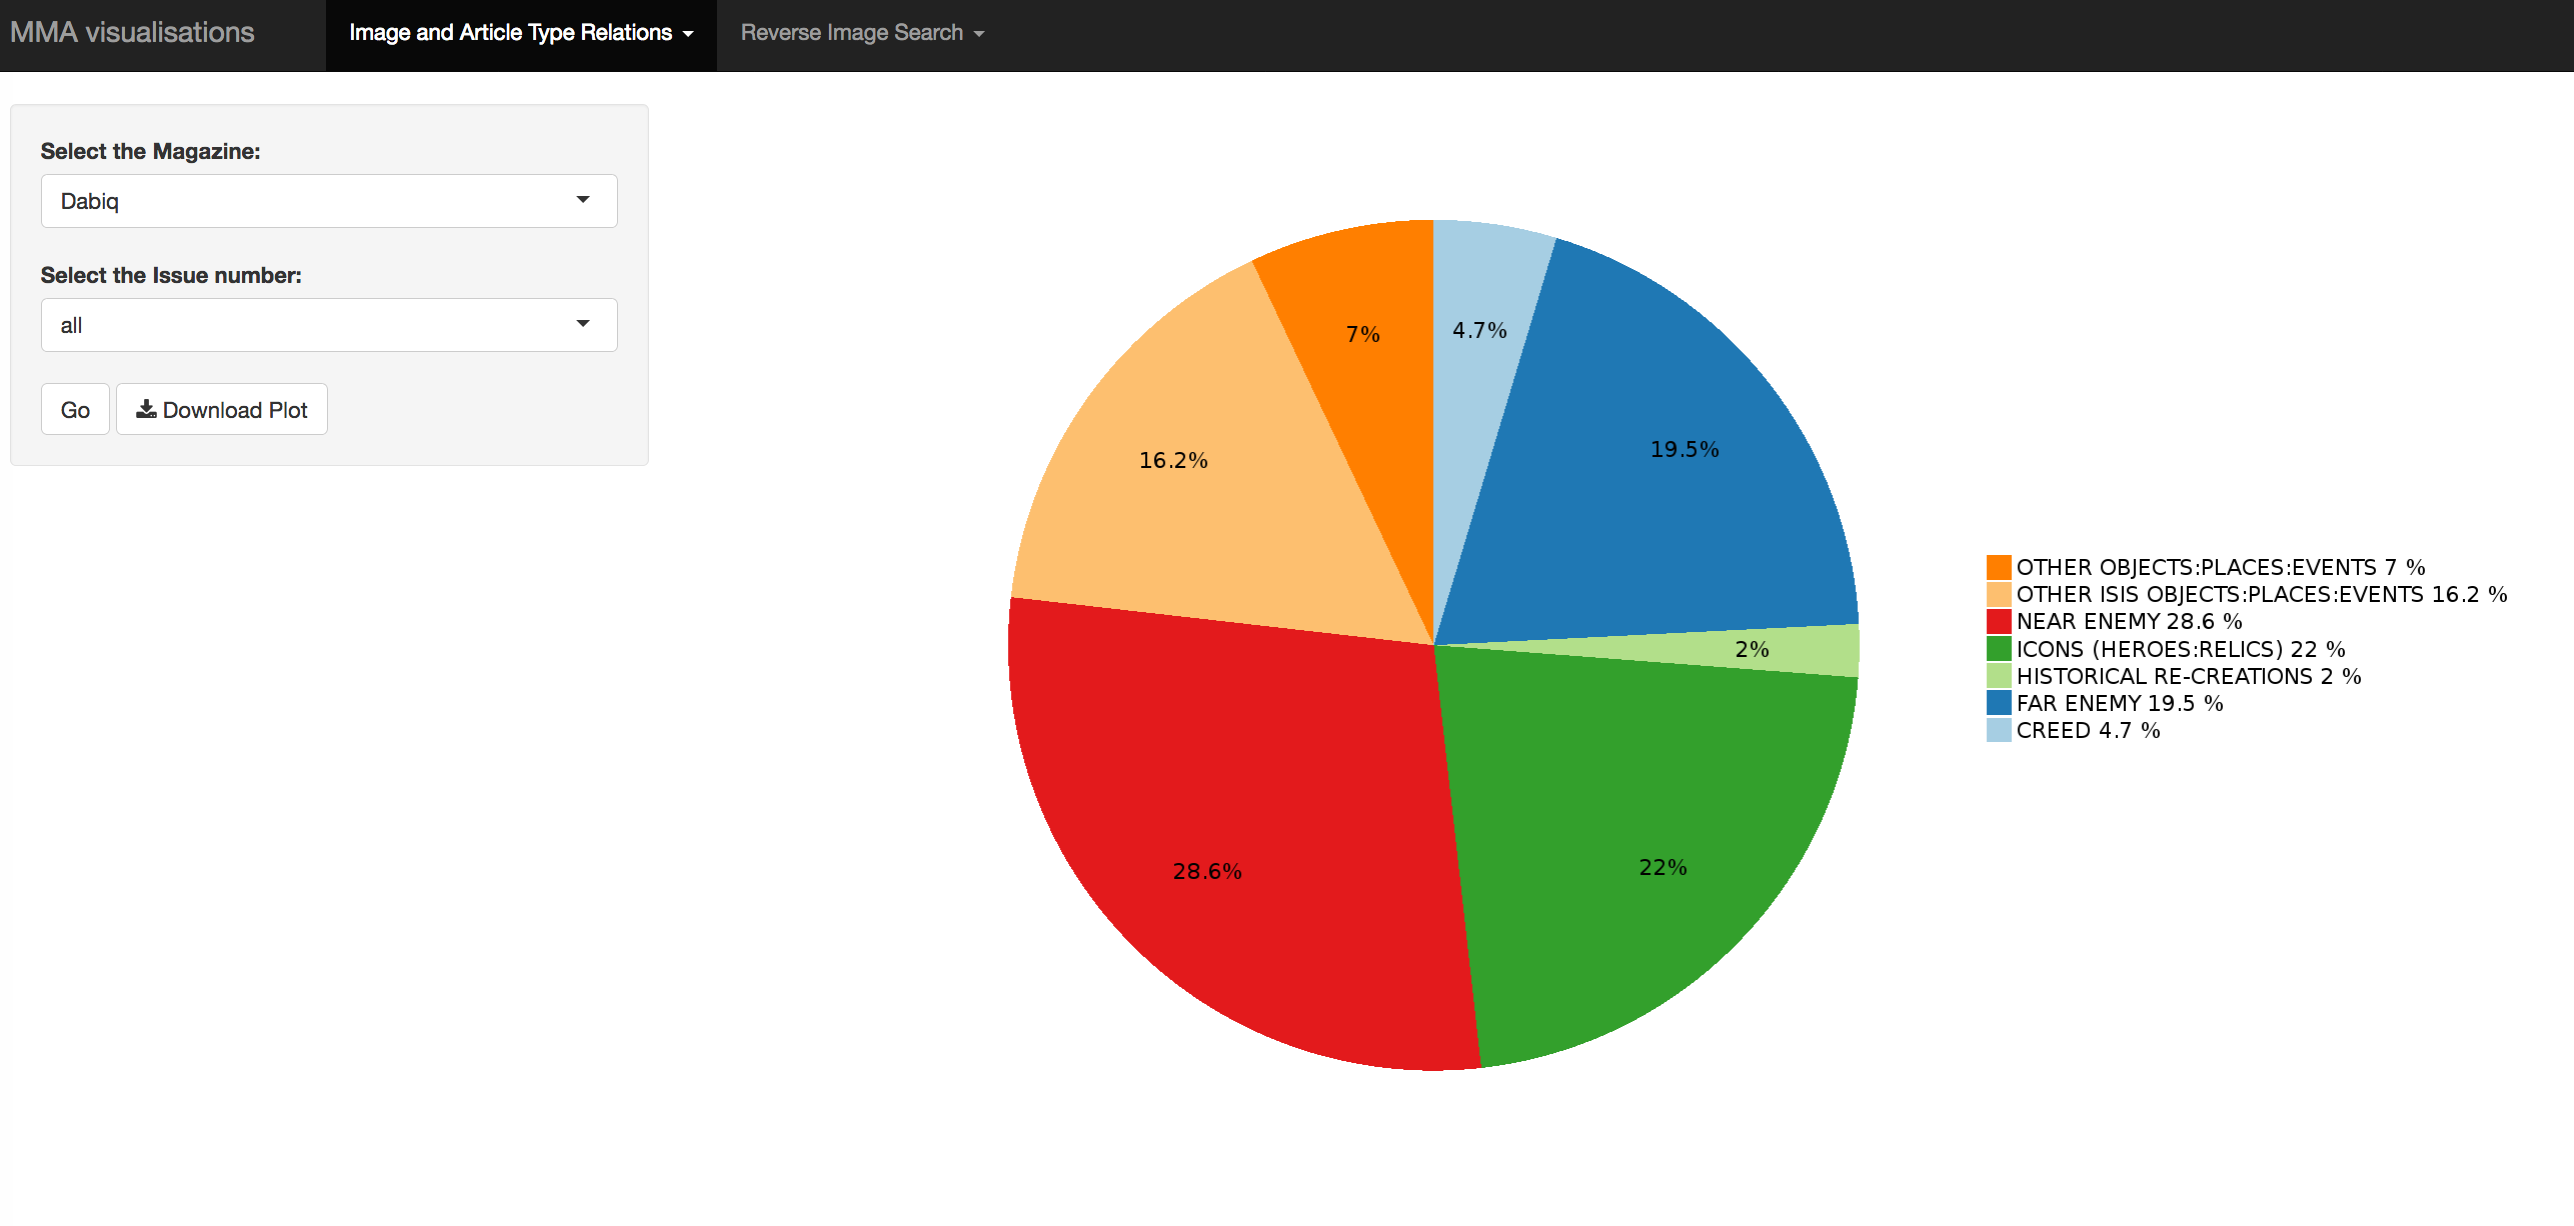 MMA visualisations
Image and Article Type Relations
Reverse Image Search
Select the Magazine:
Dabiq
Select the Issue number:
all
Go
Download Plot
7%
4.7%
19.5%
16.2%
2%
28.6%
22%
OTHER OBJECTS:PLACES:EVENTS 7 %
OTHER ISIS OBJECTS:PLACES:EVENTS 16.2 %
NEAR ENEMY 28.6 %
ICONS (HEROES:RELICS) 22 %
HISTORICAL RE-CREATIONS 2 %
FAR ENEMY 19.5 %
CREED 4.7 %